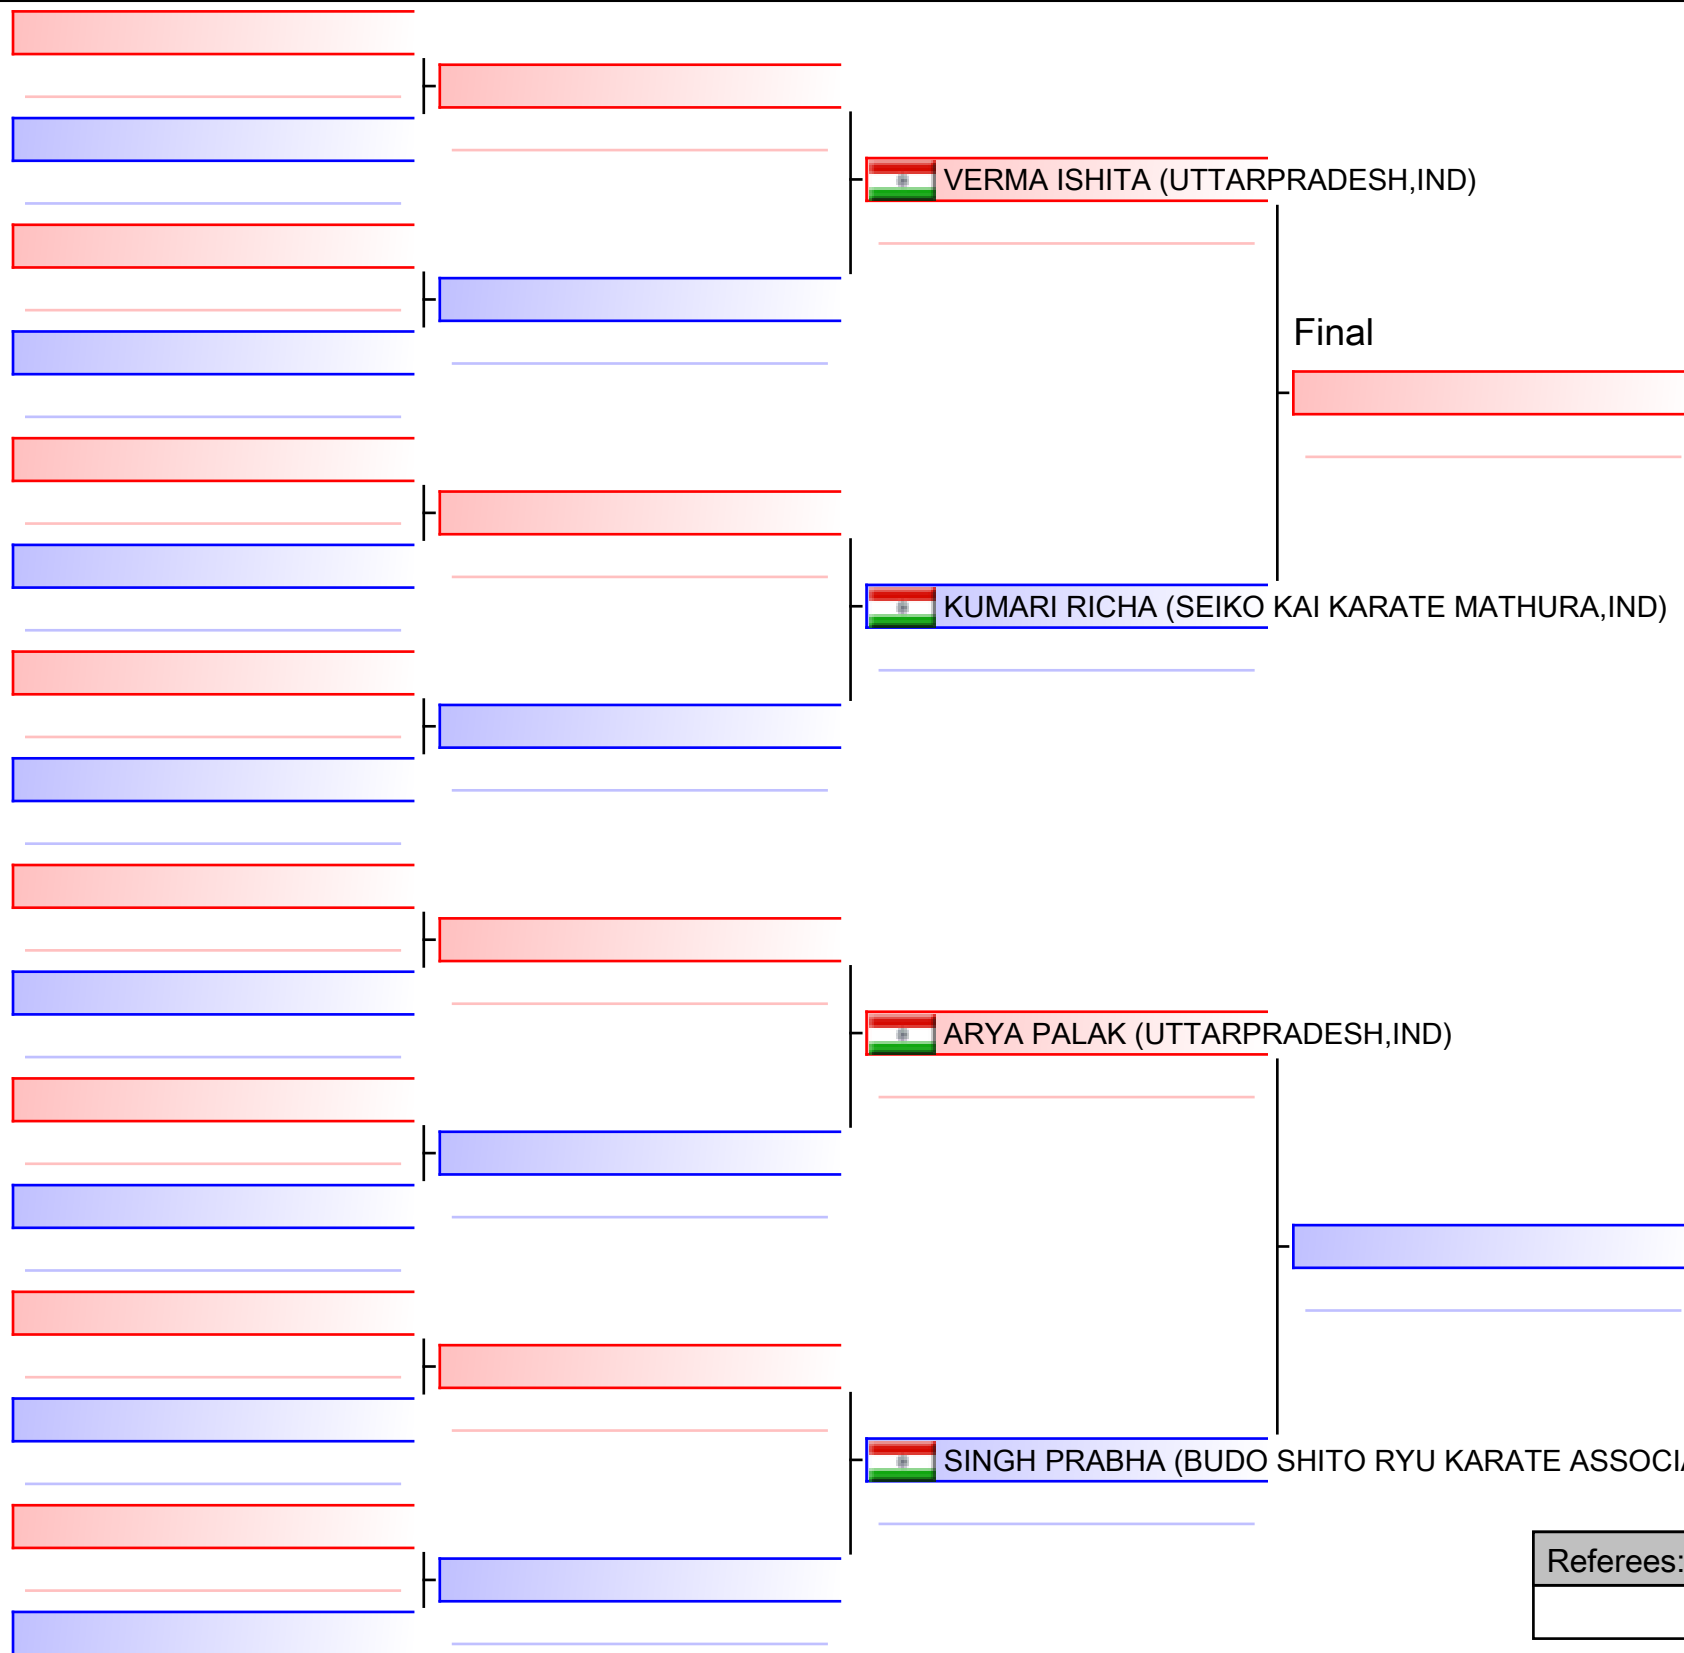 VERMA ISHITA (UTTARPRADESH,IND)
Final
KUMARI RICHA (SEIKO KAI KARATE MATHURA,IND)
ARYA PALAK (UTTARPRADESH,IND)
SINGH PRABHA (BUDO SHITO RYU KARATE
Referees: